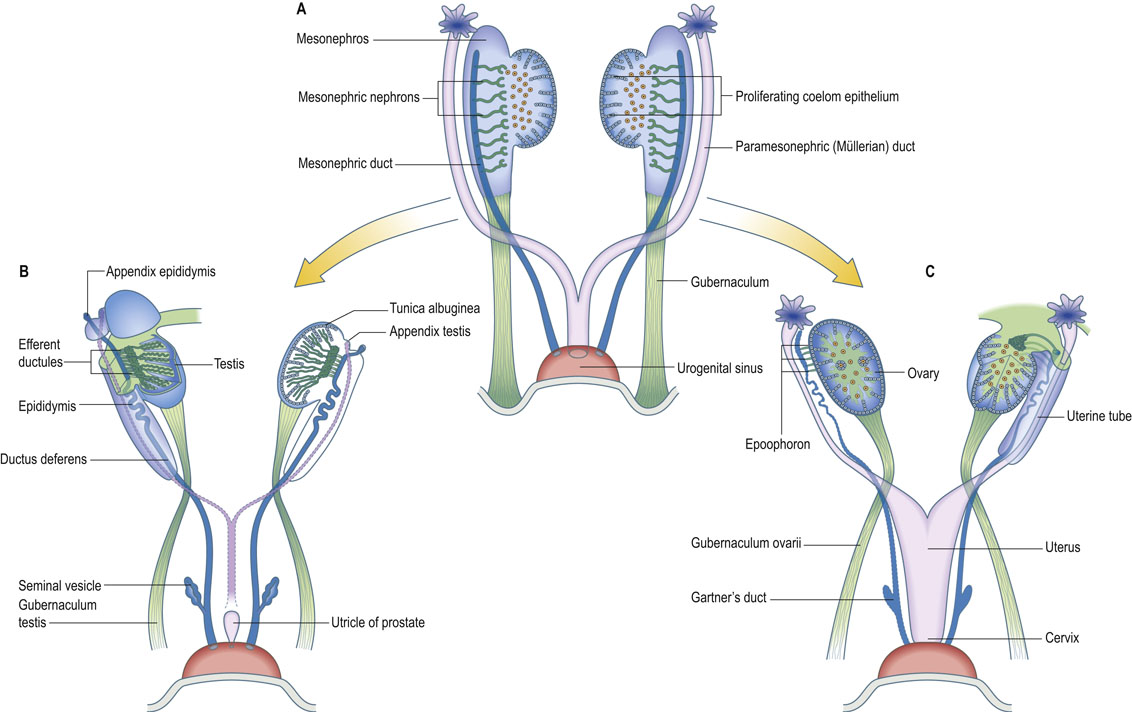 A
Mesonephros
Mesonephric nephrons
Proliferating coelom epithelium
Paramesonephric (Müllerian) duct
Mesonephric duct
Gubernaculum
Urogenital sinus
B
Appendix epididymis
Tunica albuginea
Appendix testis
Efferent
ductules
Testis
Epididymis
Ductus deferens
Seminal vesicle
Gubernaculum
testis
Utricle of prostate
C
Ovary
Uterine tube
Epoophoron
Gubernaculum ovarii
Uterus
Gartner's duct
Cervix